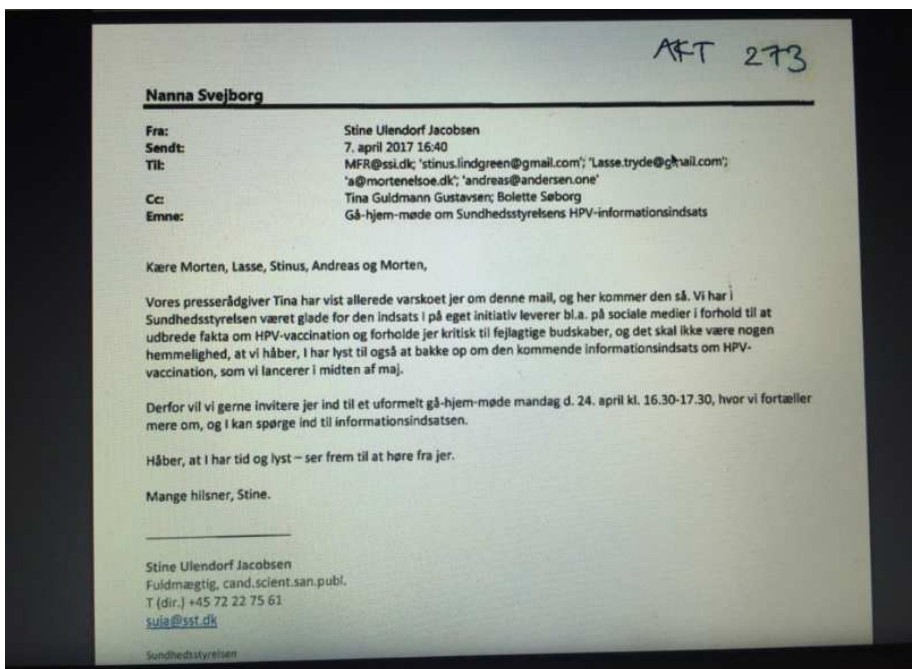 AKT 273
Nanna Svejborg
Fra: Stine Ulendorf Jacobsen
Sendt: 7. april 2017 16:40
Til: MFR@ssi.dk; 'stinus.lindgreen@gmail.com'; 'Lasse.tryde@gmail.com';
'a@mortenelsoe.dk'; 'andreas@andersen.one'
Cc: Tina Guldmann Gustavsen; Bolette Søborg
Emne: Gå-hjem-møde om Sundhedsstyrelsens HPV-informationsindsats
Kære Morten, Lasse, Stinus, Andreas og Morten,
Vores presserådgiver Tina har vist allerede varskoet jer om denne mail, og her kommer den så. Vi har i
Sundhedsstyrelsen været glade for den indsats I på eget initiativ leverer bl.a. på sociale medier i forhold til at
udbrede fakta om HPV-vaccination og forholde jer kritisk til fejlagtige budskaber, og det skal ikke være nogen
hemmelighed, at vi håber, I har lyst til også at bakke op om den kommende informationsindsats om HPV-
vaccination, som vi lancerer i midten af maj.
Derfor vil vi gerne invitere jer ind til et uformelt gå-hjem-møde mandag d. 24. april kl. 16.30-17.30, hvor vi fortæller
mere om, og I kan spørge ind til informationsindsatsen.
Håber, at I har tid og lyst – ser frem til at høre fra jer.
Mange hilsner, Stine.
Stine Ulendorf Jacobsen
Fuldmægtig, cand.scient.san.publ.
T (dir.) +45 72 22 75 61
suja@sst.dk
Sundhedsstyrelsen